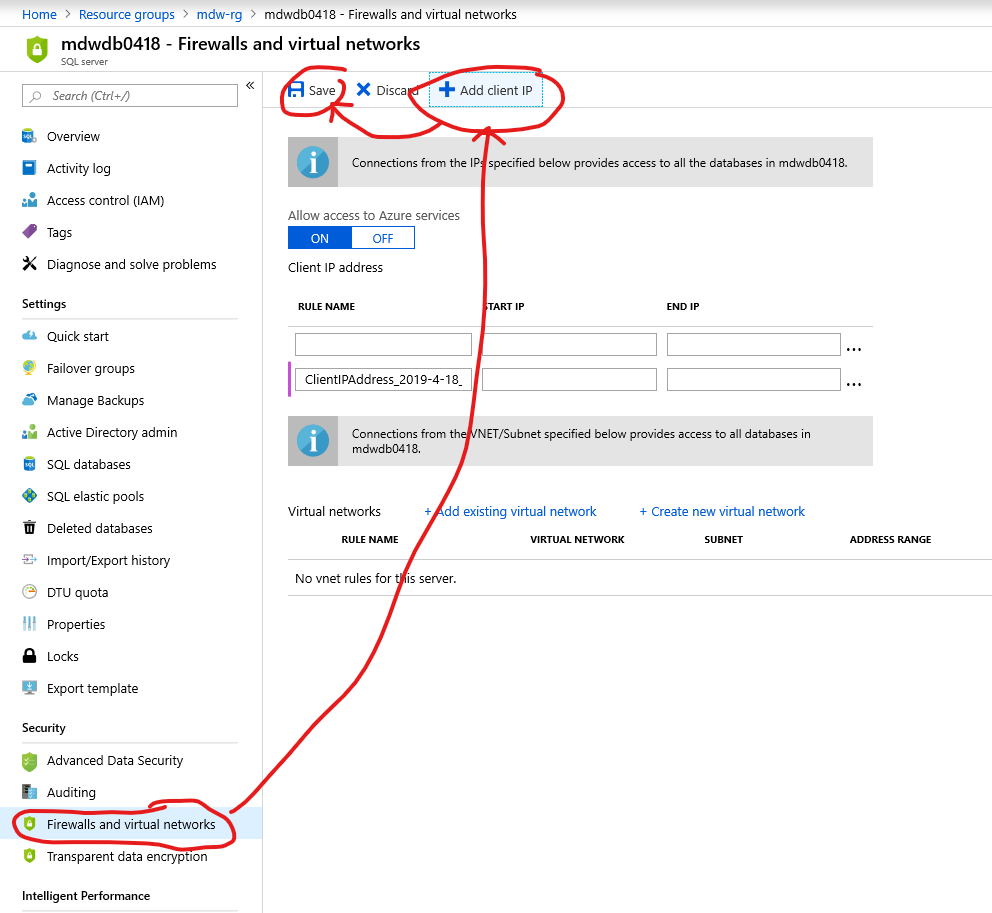 Home > Resource groups > mdw-rg > mdwdb0418 - Firewalls and virtual networks
mdwdb0418 - Firewalls and virtual networks
SQL server
Search (Ctrl+/)
«
Overview
Activity log
Access control (IAM)
Tags
Diagnose and solve problems
Settings
Quick start
Failover groups
Manage Backups
Active Directory admin
SQL databases
SQL elastic pools
Deleted databases
Import/Export history
DTU quota
Properties
Locks
Export template
Security
Advanced Data Security
Auditing
Firewalls and virtual networks
Transparent data encryption
Intelligent Performance
Save Discard Add client IP
Connections from the IPs specified below provides access to all the databases in mdwdb0418.
Allow access to Azure services
ON OFF
Client IP address
RULE NAME START IP END IP
...
ClientIPAddress_2019-4-18_ ...
Connections from the VNET/Subnet specified below provides access to all databases in
mdwdb0418.
Virtual networks + Add existing virtual network + Create new virtual network
RULE NAME VIRTUAL NETWORK SUBNET ADDRESS RANGE
No vnet rules for this server.